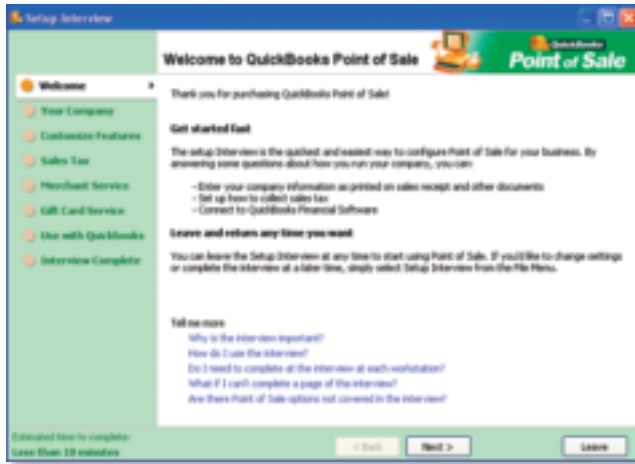 Setup Interview
Welcome to QuickBooks Point of Sale
QuickBooks
Point of Sale
Welcome
Your Company
Customize Features
Sales Tax
Merchant Service
Gift Card Service
Use with QuickBooks
Interview Complete
Thank you for purchasing QuickBooks Point of Sale!
Get started fast
The setup Interview is the quickest and easiest way to configure Point of Sale for your business. By
answering some questions about how you run your company, you can:
- Enter your company information as printed on sales receipt and other documents
- Set up how to collect sales tax
- Connect to QuickBooks Financial Software
Leave and return any time you want
You can leave the Setup Interview at any time to start using Point of Sale. If you'd like to change settings
or complete the interview at a later time, simply select Setup Interview from the File Menu.
Tell me more
Why is the interview important?
How do I use the interview?
Do I need to complete at the interview at each workstation?
What if I can't complete a page of the interview?
Are there Point of Sale options not covered in the interview?
Estimated time to complete:
Less than 10 minutes
< Back
Next >
Leave